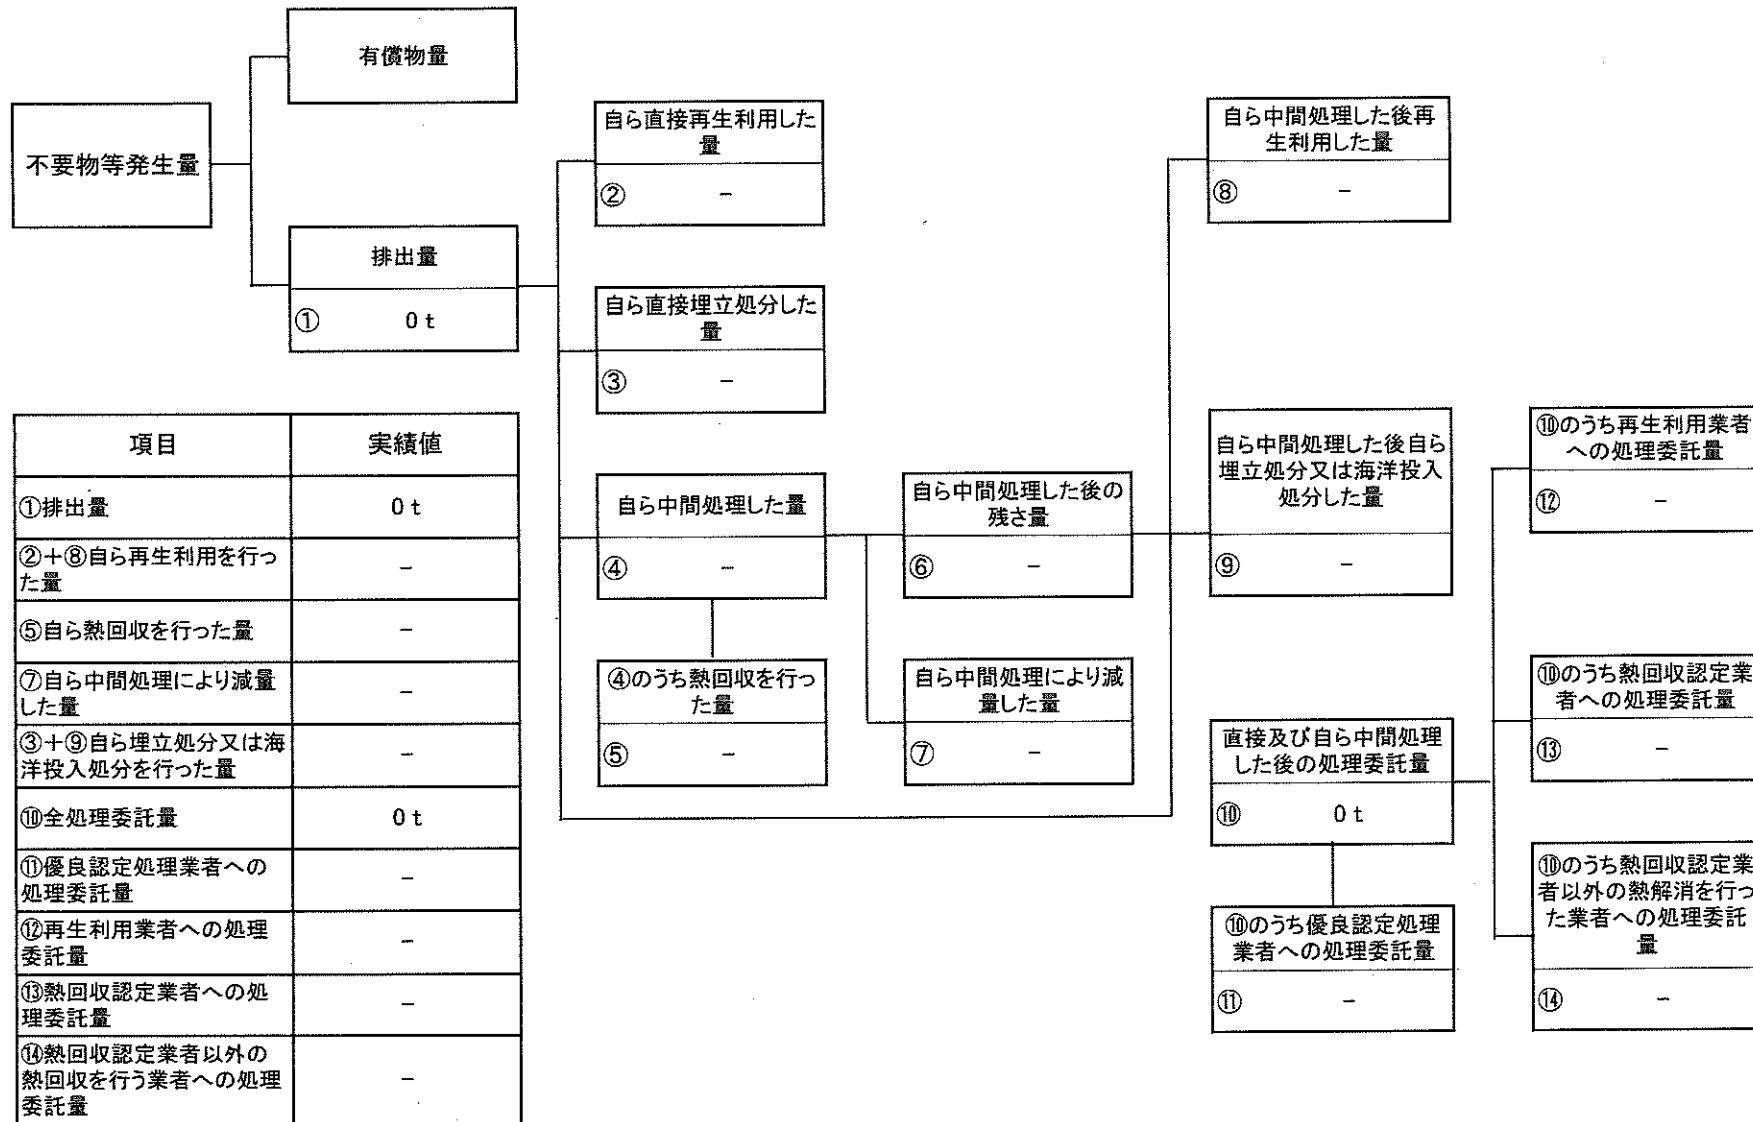 有償物量
不要物等発生量
排出量
① 0 t
自ら直接再生利用した
量
② −
自ら直接埋立処分した
量
③ −
自ら中間処理した量
④ −
④のうち熱回収を行っ
た量
⑤ −
自ら中間処理した後の
残さ量
⑥ −
自ら中間処理により減
量した量
⑦ −
自ら中間処理した後再
生利用した量
⑧ −
自ら中間処理した後自ら
埋立処分又は海洋投入
処分した量
⑨ −
直接及び自ら中間処理
した後の処理委託量
⑩ 0 t
⑩のうち優良認定処理
業者への処理委託量
⑪ −
⑩のうち再生利用業者
への処理委託量
⑫ −
⑩のうち熱回収認定業
者への処理委託量
⑬ −
⑩のうち熱回収認定業
者以外の熱解消を行っ
た業者への処理委託
量
⑭ −
項目 実績値
①排出量 0 t
②＋⑧自ら再生利用を行っ
た量 −
⑤自ら熱回収を行った量 −
⑦自ら中間処理により減量
した量 −
③＋⑨自ら埋立処分又は海
洋投入処分を行った量 −
⑩全処理委託量 0 t
⑪優良認定処理業者への
処理委託量 −
⑫再生利用業者への処理
委託量 −
⑬熱回収認定業者への処
理委託量 −
⑭熱回収認定業者以外の
熱回収を行う業者への処理
委託量 −